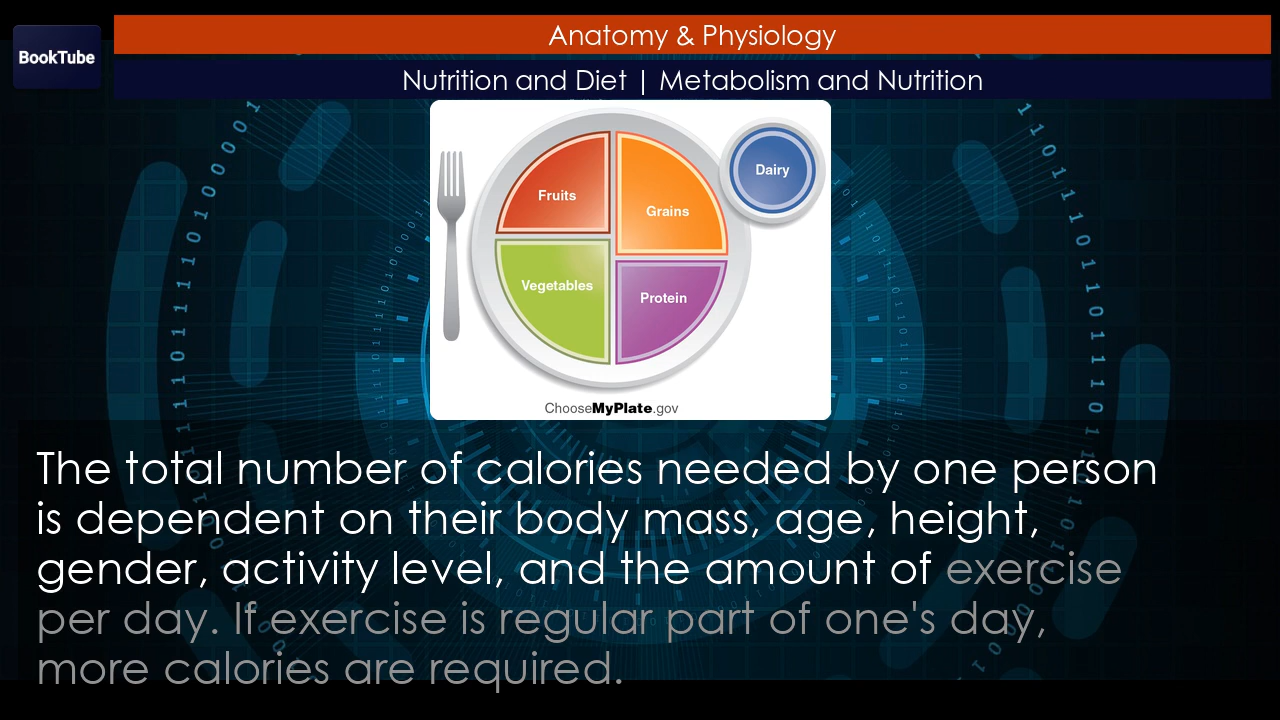 BookTube
Anatomy & Physiology
Nutrition and Diet | Metabolism and Nutrition
Fruits
Grains
Dairy
Vegetables
Protein
ChooseMyPlate.gov
The total number of calories needed by one person
is dependent on their body mass, age, height,
gender, activity level, and the amount of exercise
per day. If exercise is regular part of one's day,
more calories are required.